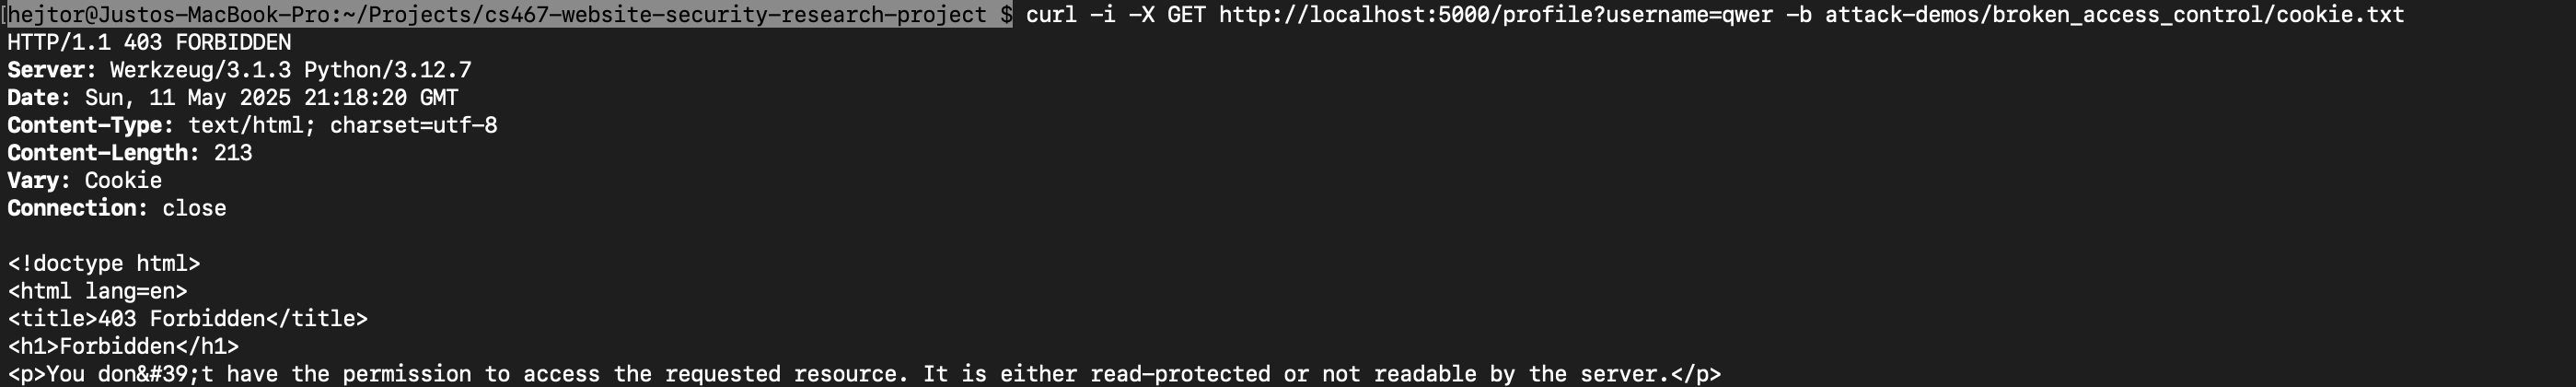 [hejtor@Justos-MacBook-Pro:~/Projects/cs467-website-security-research-project $ curl -i -X GET http://localhost:5000/profile?username=qwer -b attack-demos/broken_access_control/cookie.txt
HTTP/1.1 403 FORBIDDEN
Server: Werkzeug/3.1.3 Python/3.12.7
Date: Sun, 11 May 2025 21:18:20 GMT
Content-Type: text/html; charset=utf-8
Content-Length: 213
Vary: Cookie
Connection: close

<!doctype html>
<html lang=en>
<title>403 Forbidden</title>
<h1>Forbidden</h1>
<p>You don&#39;t have the permission to access the requested resource. It is either read-protected or not readable by the server.</p>